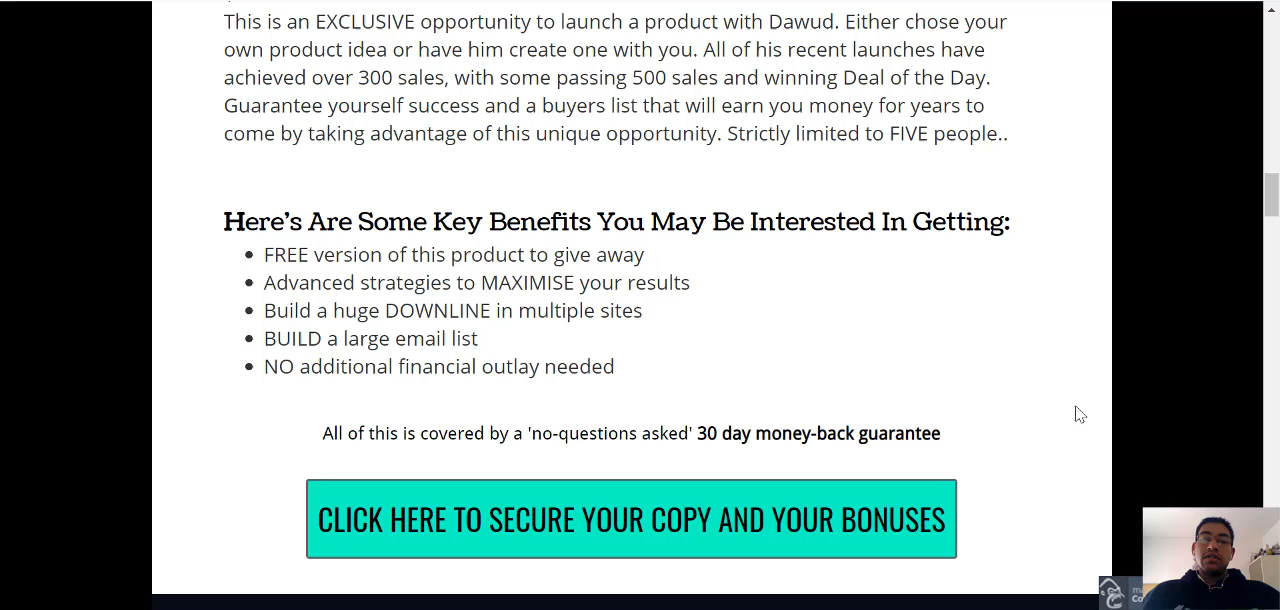 This is an EXCLUSIVE opportunity to launch a product with Dawud. Either chose your
own product idea or have him create one with you. All of his recent launches have
achieved over 300 sales, with some passing 500 sales and winning Deal of the Day.
Guarantee yourself success and a buyers list that will earn you money for years to
come by taking advantage of this unique opportunity. Strictly limited to FIVE people..
Here's Are Some Key Benefits You May Be Interested In Getting:
FREE version of this product to give away
Advanced strategies to MAXIMISE your results
Build a huge DOWNLINE in multiple sites
BUILD a large email list
NO additional financial outlay needed
All of this is covered by a 'no-questions asked' 30 day money-back guarantee
CLICK HERE TO SECURE YOUR COPY AND YOUR BONUSES